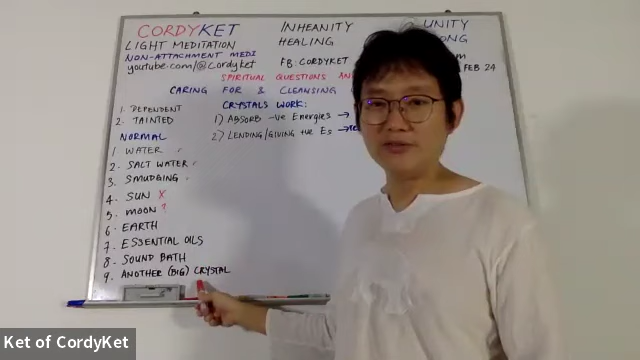 CORDYKET
LIGHT MEDITATION
NON-ATTACHMENT MEDI
youtube.com/@Cordyket
INHEANITY
HEALING
FB: CORDYKET
UNITY
FEB 24
SPIRITUAL QUESTIONS
CARING FOR & CLEANSING
1. DEPENDENT
2. TAINTED
NORMAL
1 WATER
2. SALT WATER
3. SMUDGING
4. SUN X
5. MOON ?
6. EARTH
7. ESSENTIAL OILS
8. SOUND BATH
9. ANOTHER (BIG) CRYSTAL
CRYSTALS WORK:
1) ABSORB -ve Energies →
2) LENDING/GIVING +ve Es →
Ket of CordyKet